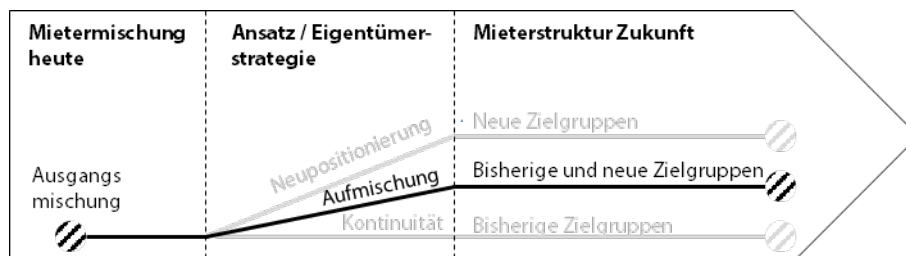 Mietermischung
heute
Ansatz / Eigentümer-
strategie
Mieterstruktur Zukunft
Ausgangs
mischung
Neupositionierung
Aufmischung
Kontinuität
Neue Zielgruppen
Bisherige und neue Zielgruppen
Bisherige Zielgruppen